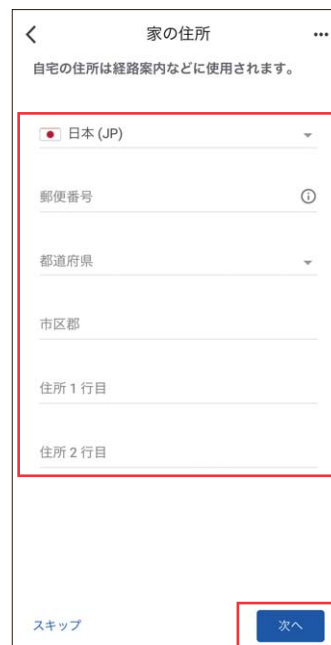 家の住所
自宅の住所は経路案内などに使用されます。
日本 (JP)
郵便番号
都道府県
市区郡
住所 1 行目
住所 2 行目
スキップ
次へ